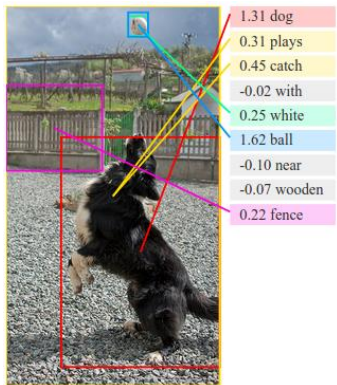 1.31 dog
0.31 plays
0.45 catch
-0.02 with
0.25 white
1.62 ball
-0.10 near
-0.07 wooden
0.22 fence